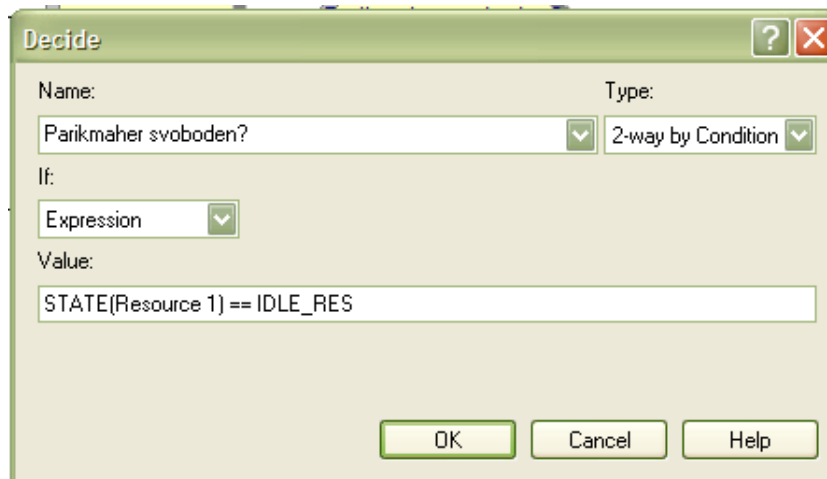 Decide
Name: Type:
Parikmaher svoboden? 2-way by Condition
If:
Expression
Value:
STATE(Resource 1) == IDLE_RES
OK Cancel Help